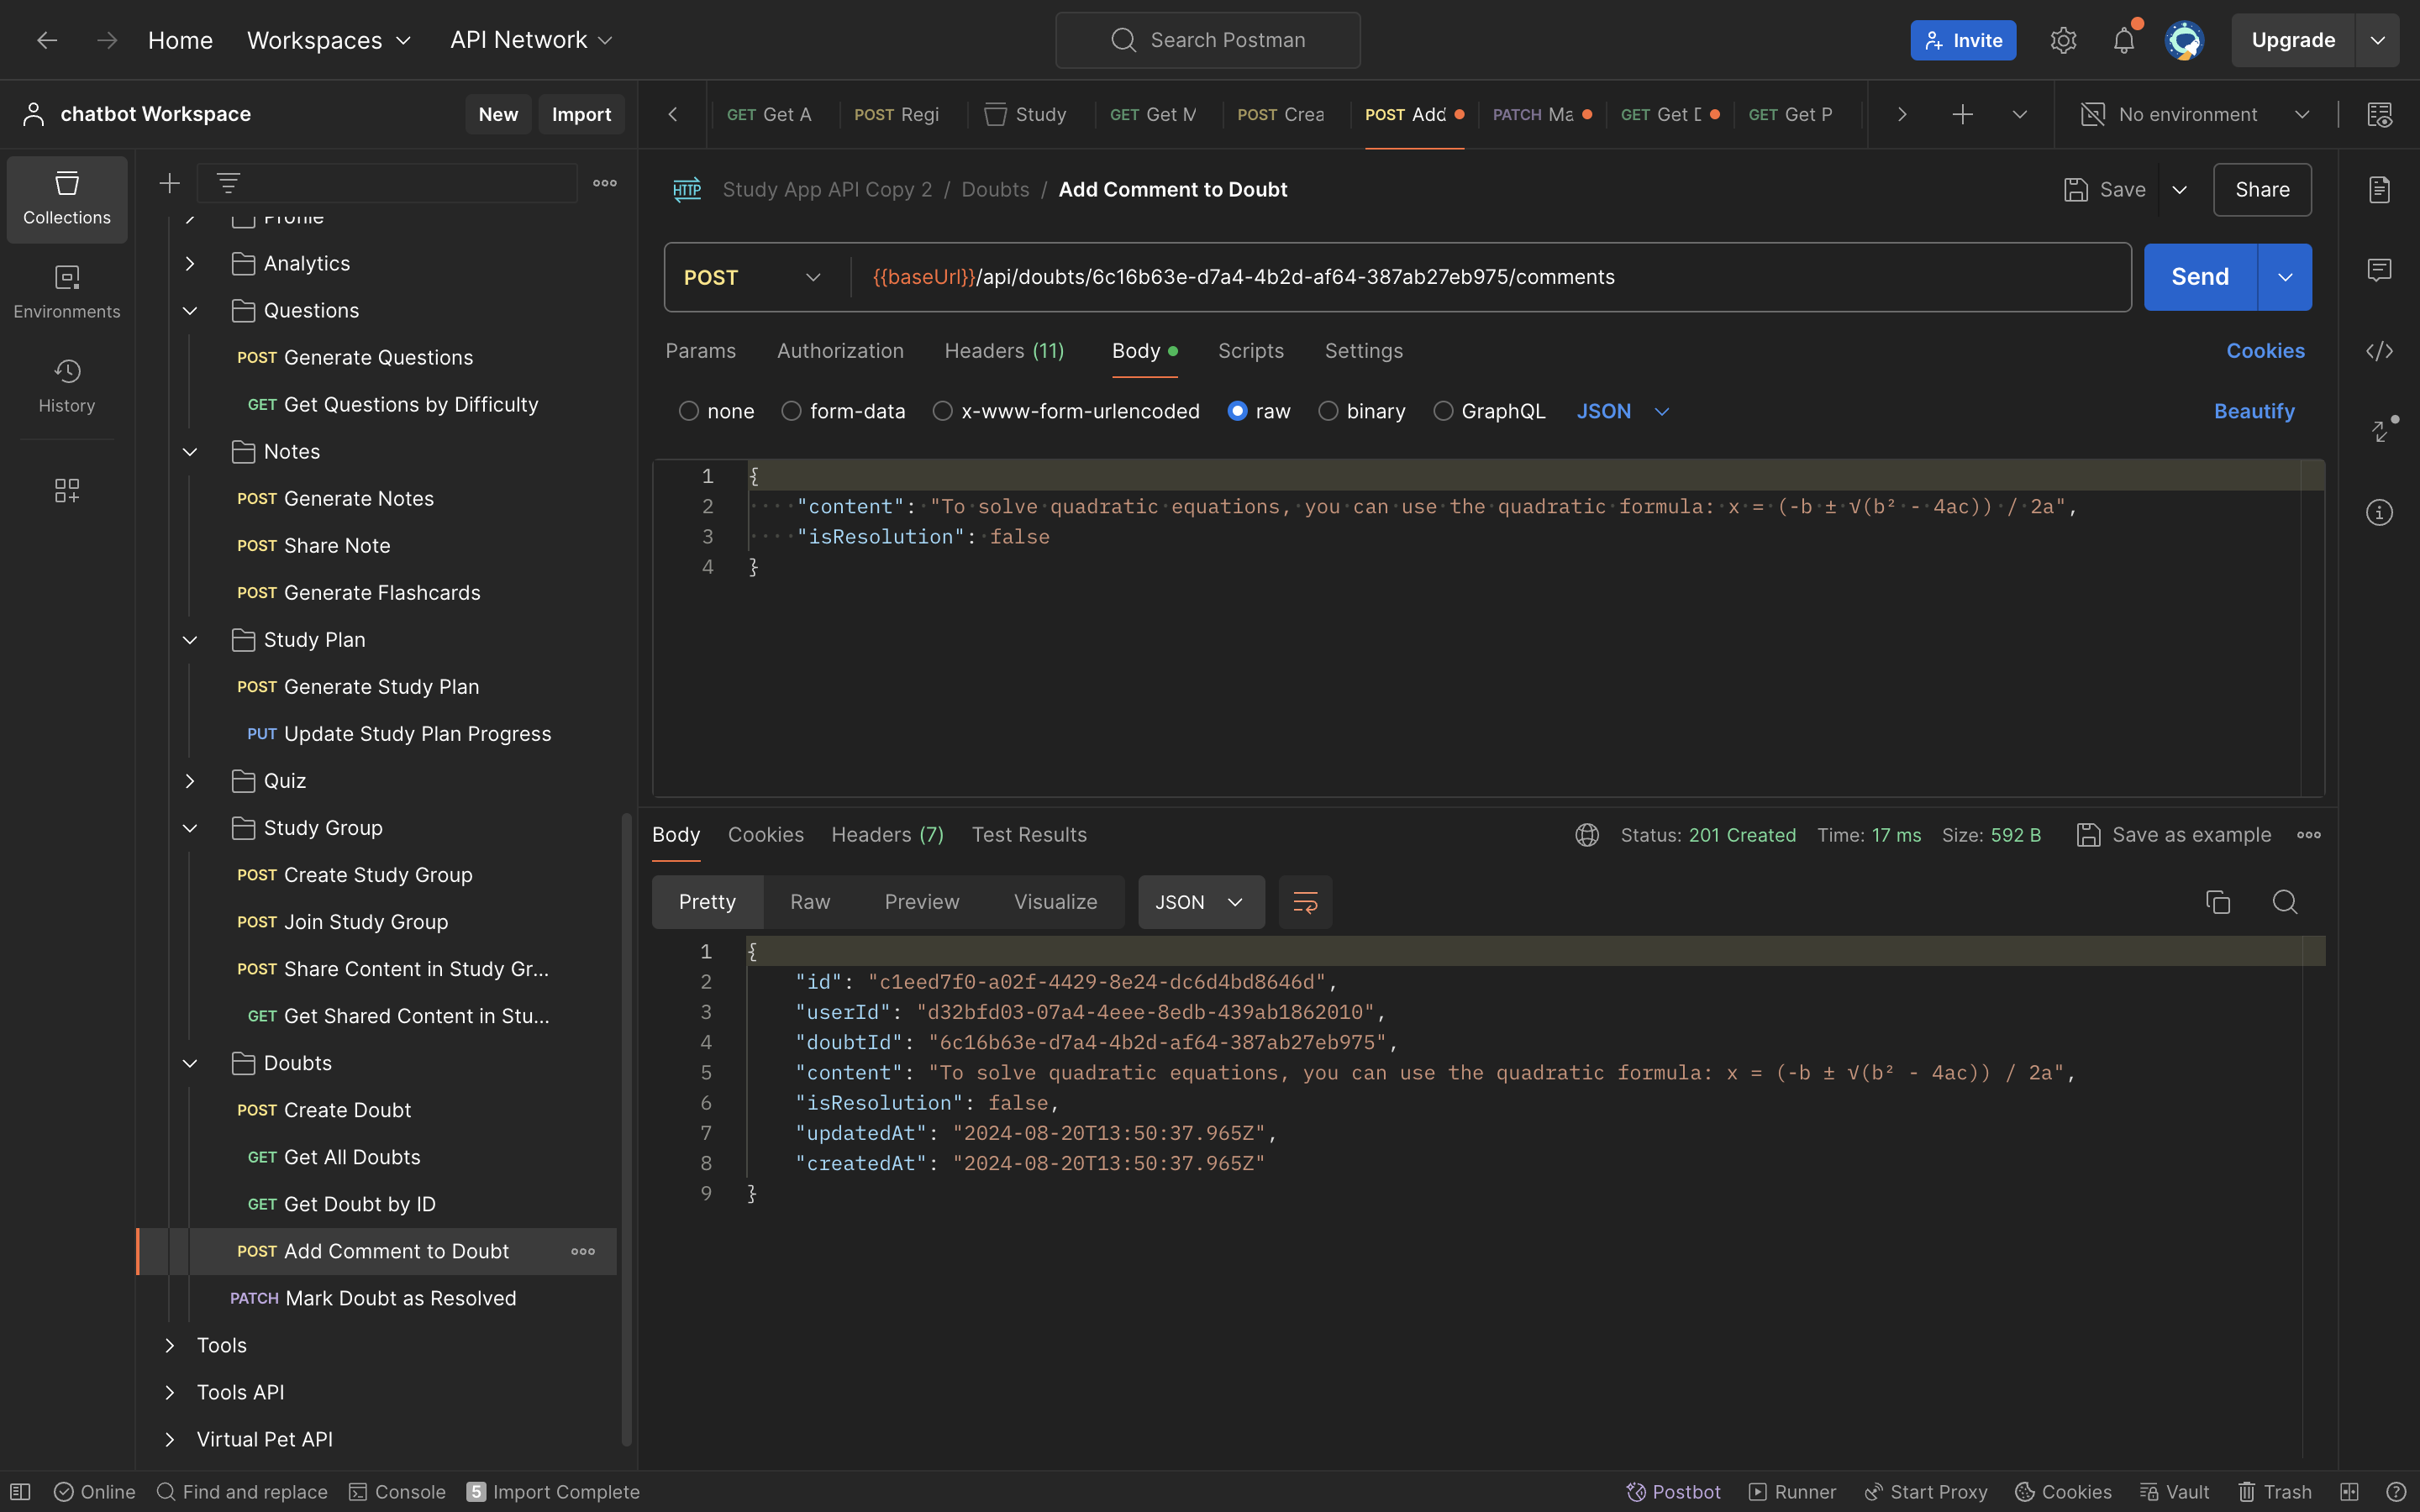 Home Workspaces API Network Search Postman Invite Upgrade
chatbot Workspace New Import
GET Get A POST Regi Study GET Get M POST Crea POST Add PATCH Ma GET Get D GET Get P No environment
Collections
Environments
History
Profile
Analytics
Questions
POST Generate Questions
GET Get Questions by Difficulty
Notes
POST Generate Notes
POST Share Note
POST Generate Flashcards
Study Plan
POST Generate Study Plan
PUT Update Study Plan Progress
Quiz
Study Group
POST Create Study Group
POST Join Study Group
POST Share Content in Study Gr...
GET Get Shared Content in Stu...
Doubts
POST Create Doubt
GET Get All Doubts
GET Get Doubt by ID
POST Add Comment to Doubt
PATCH Mark Doubt as Resolved
Tools
Tools API
Virtual Pet API
HTTP Study App API Copy 2 / Doubts / Add Comment to Doubt Save Share
POST {{baseUrl}}/api/doubts/6c16b63e-d7a4-4b2d-af64-387ab27eb975/comments Send
Params Authorization Headers (11) Body Scripts Settings Cookies
none form-data x-www-form-urlencoded raw binary GraphQL JSON Beautify
1 {
2 "content": "To solve quadratic equations, you can use the quadratic formula: x = (-b ± √(b² - 4ac)) / 2a",
3 "isResolution": false
4 }
Body Cookies Headers (7) Test Results Status: 201 Created Time: 17 ms Size: 592 B Save as example
Pretty Raw Preview Visualize JSON
1 {
2 "id": "c1eed7f0-a02f-4429-8e24-dc6d4bd8646d",
3 "userId": "d32bfd03-07a4-4eee-8edb-439ab1862010",
4 "doubtId": "6c16b63e-d7a4-4b2d-af64-387ab27eb975",
5 "content": "To solve quadratic equations, you can use the quadratic formula: x = (-b ± √(b² - 4ac)) / 2a",
6 "isResolution": false,
7 "updatedAt": "2024-08-20T13:50:37.965Z",
8 "createdAt": "2024-08-20T13:50:37.965Z"
9 }
Online Find and replace Console 5 Import Complete Postbot Runner Start Proxy Cookies Vault Trash